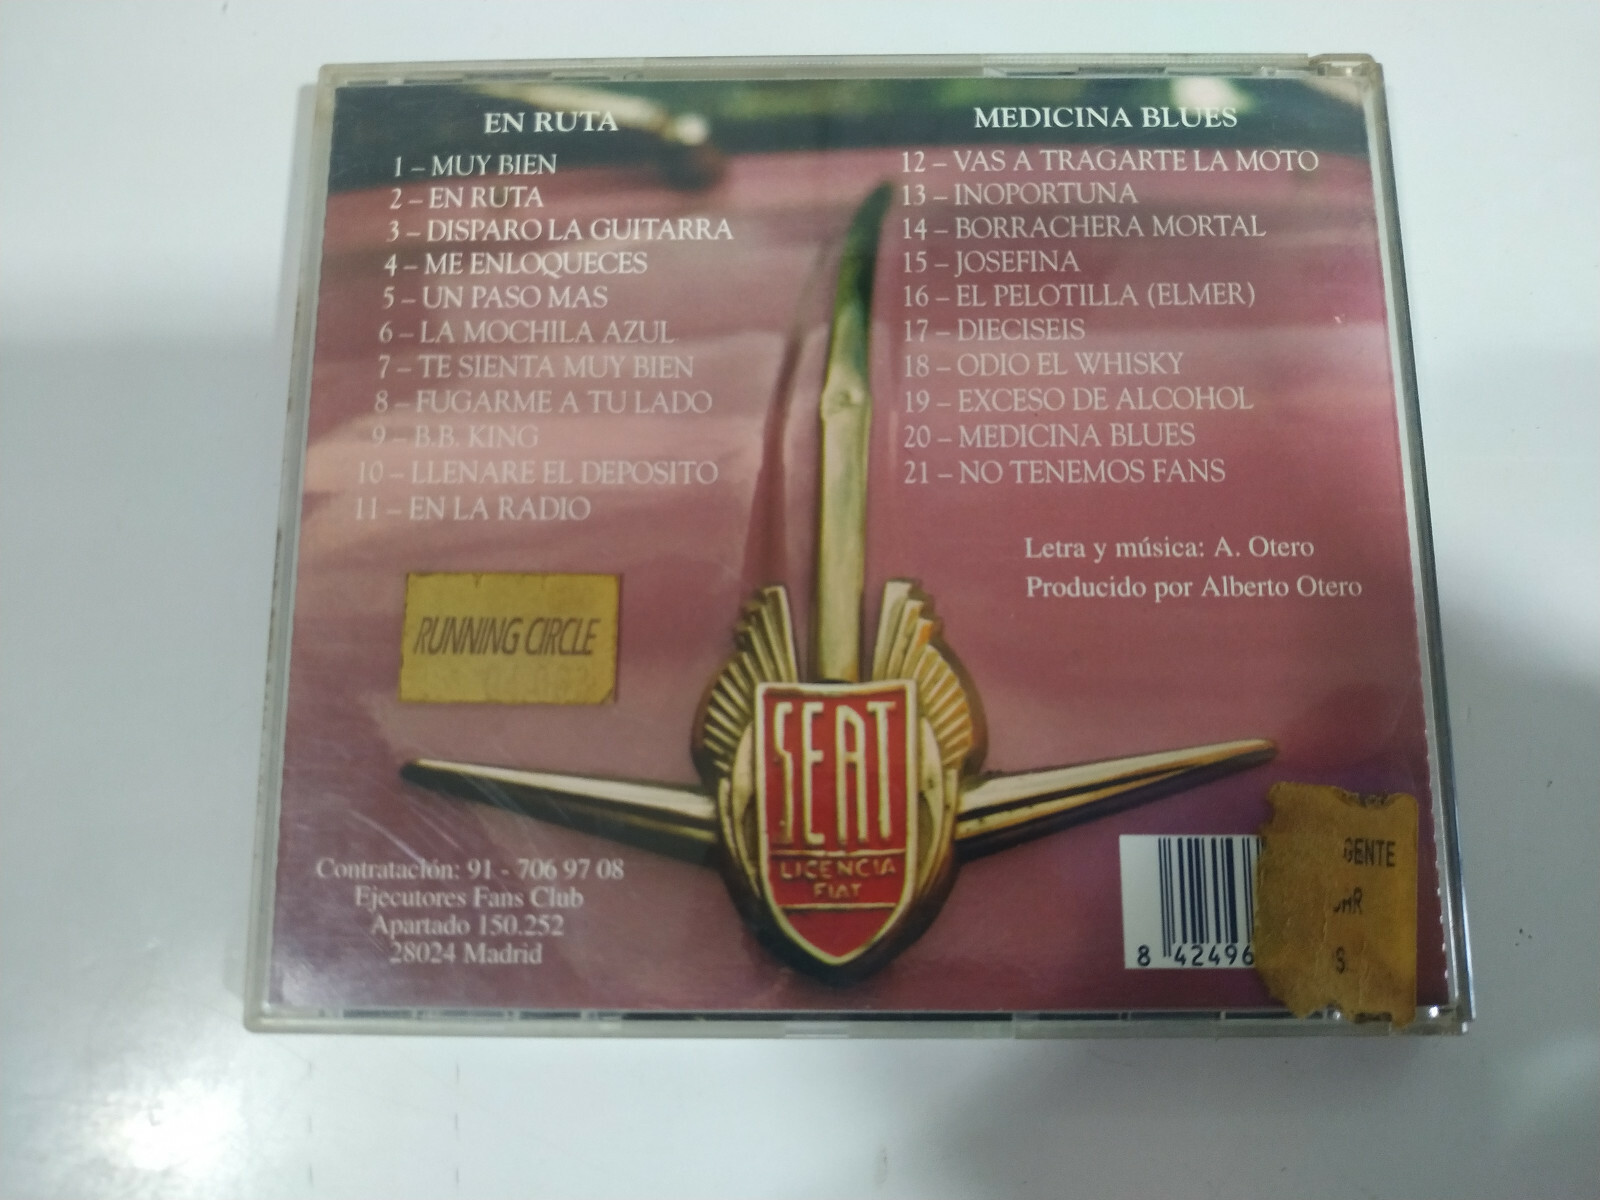 EN RUTA
1 – MUY BIEN
2 – EN RUTA
3 – DISPARO LA GUITARRA
4 – ME ENLOQUECES
5 – UN PASO MAS
6 – LA MOCHILA AZUL
7 – TE SIENTA MUY BIEN
8 – FUGARME A TU LADO
9 – B.B. KING
10 – LLENARE EL DEPOSITO
11 – EN LA RADIO
MEDICINA BLUES
12 – VAS A TRAGARTE LA MOTO
13 – INOPORTUNA
14 – BORRACHERA MORTAL
15 – JOSEFINA
16 – EL PELOTILLA (ELMER)
17 – DIECISEIS
18 – ODIO EL WHISKY
19 – EXCESO DE ALCOHOL
20 – MEDICINA BLUES
21 – NO TENEMOS FANS
Letra y música: A. Otero
Producido por Alberto Otero
RUNNING CIRCLE
SEAT
LICENCIA
FIAT
Contratación: 91 - 706 97 08
Ejecutores Fans Club
Apartado 150.252
28024 Madrid
8 424496